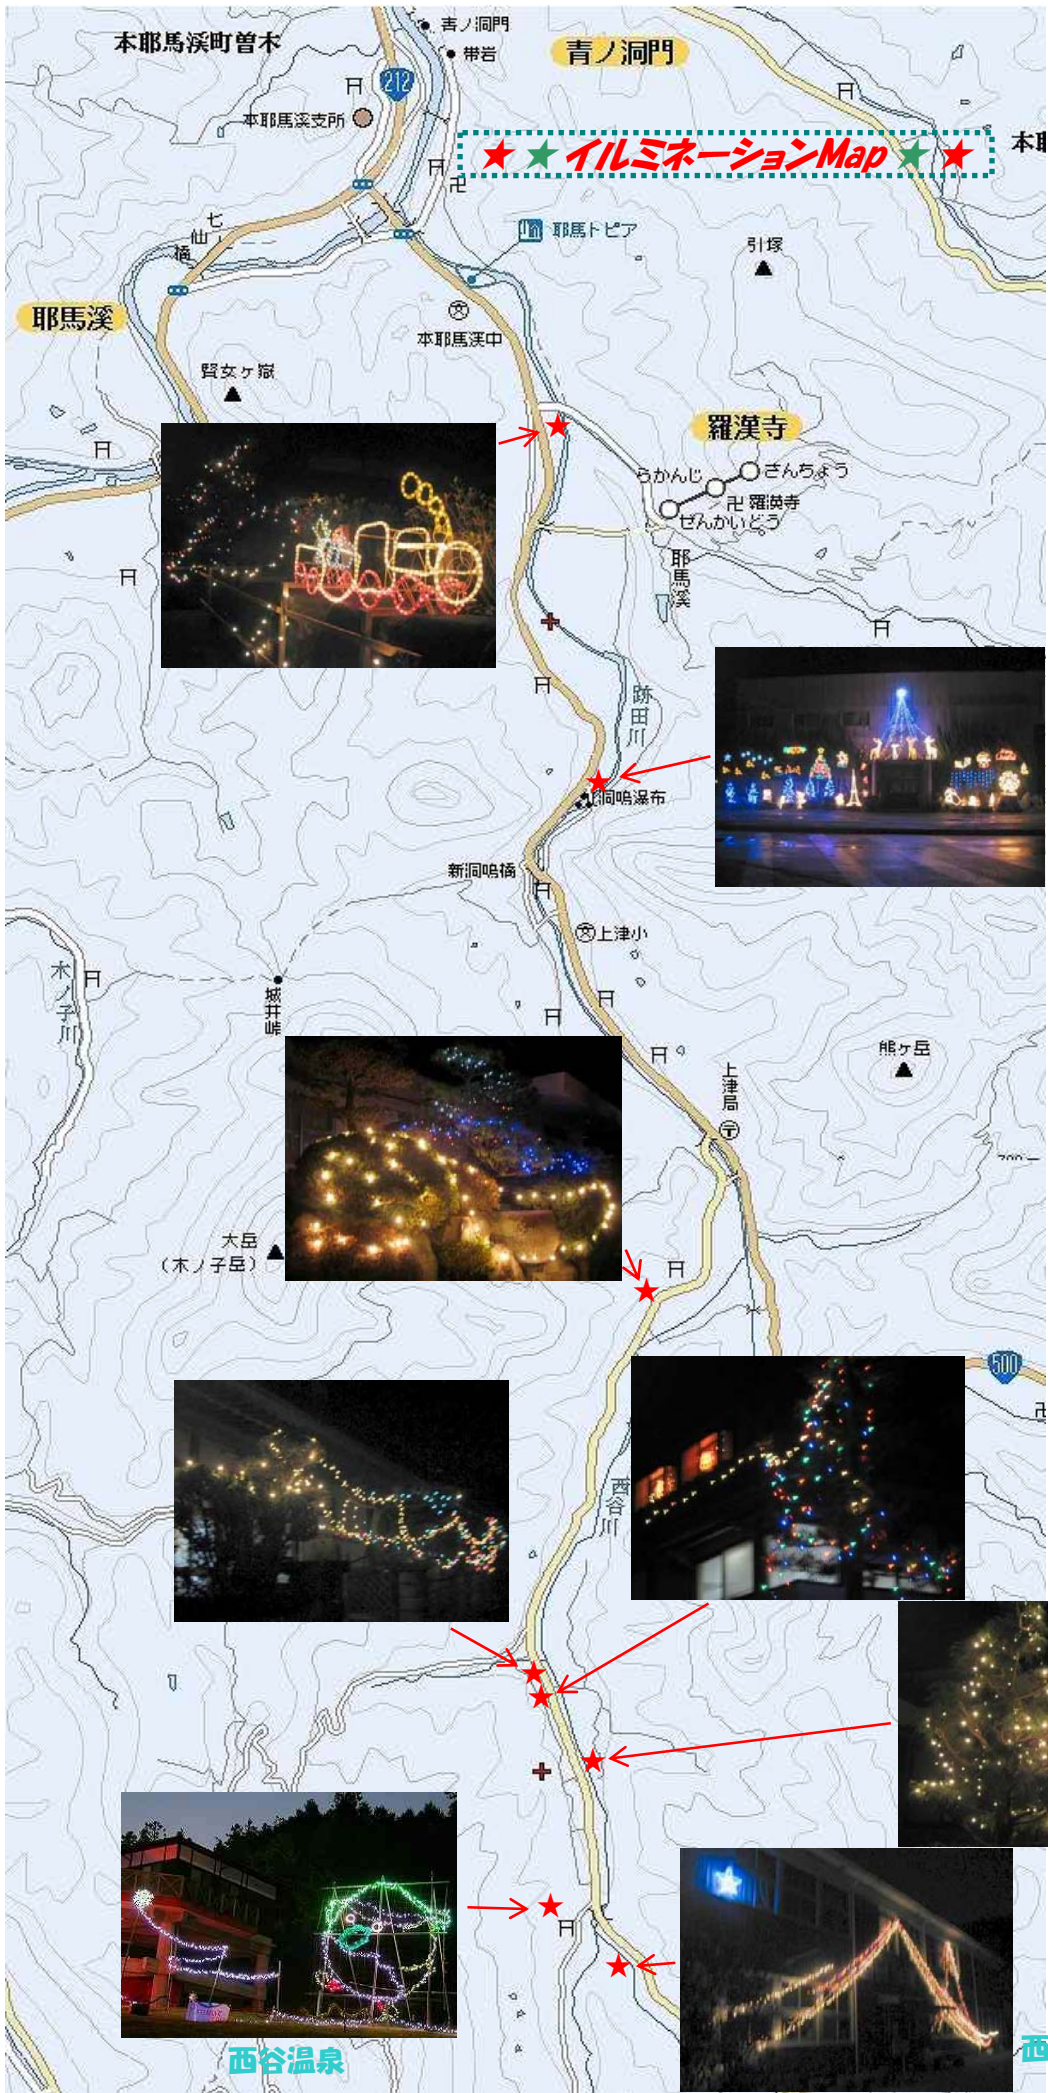 青ノ洞門
本耶馬渓町曽木
帯岩
青ノ洞門
212
本耶馬溪支所
★★イルミネーションMap★★
本耶
七仙橋
耶馬トピア
引塚
耶馬溪
本耶馬渓中
賢女ヶ嶽
羅漢寺
らかんじ
さんちょう
羅漢寺
ぜんかいどう
耶馬溪
跡田川
洞鳴瀑布
新洞鳴橋
上津小
木ノ子川
城井峠
熊ヶ岳
上津局
大岳
(木ノ子岳)
500
西谷川
西谷温泉
西